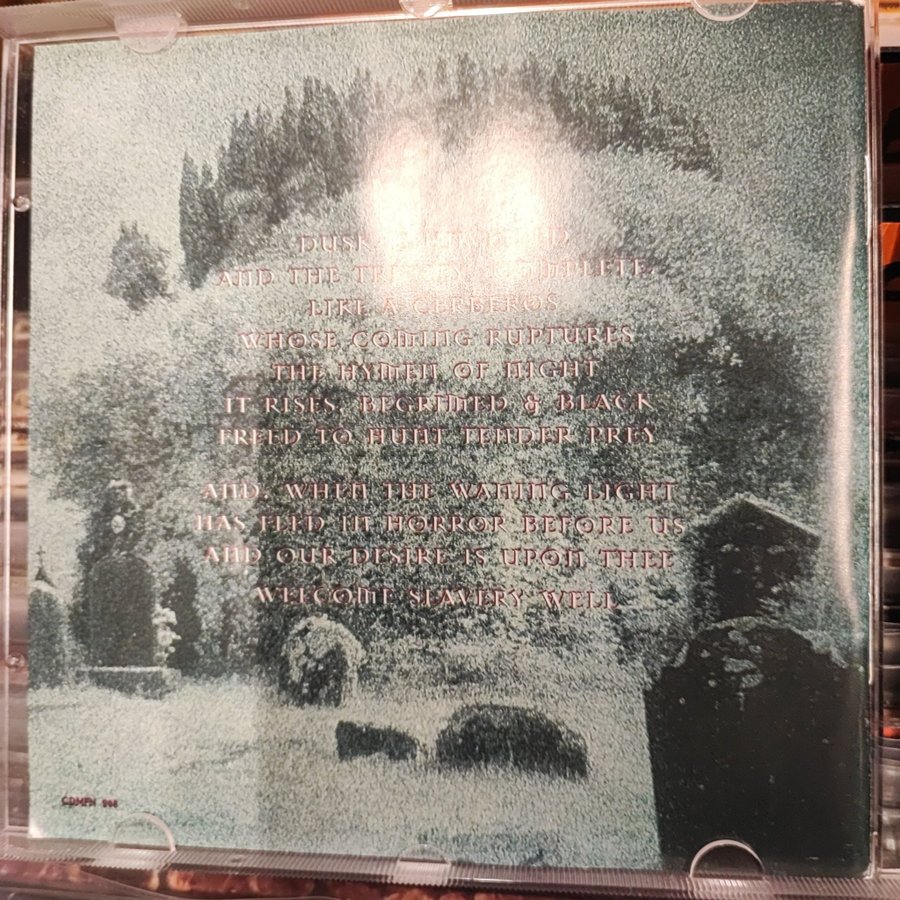 DUSK
AND THE TRINITY, COMPLETE
LIKE A CERBEROS
WHOSE COMING RUPTURES
THE HYMEN OF NIGHT
IT RISES, BEGRIMED & BLACK
FREED TO HUNT TENDER PREY
AND, WHEN THE WANING LIGHT
HAS FLED IN HORROR BEFORE US
AND OUR DESIRE IS UPON THEE
WELCOME SLAVERY WELL
CDMFN